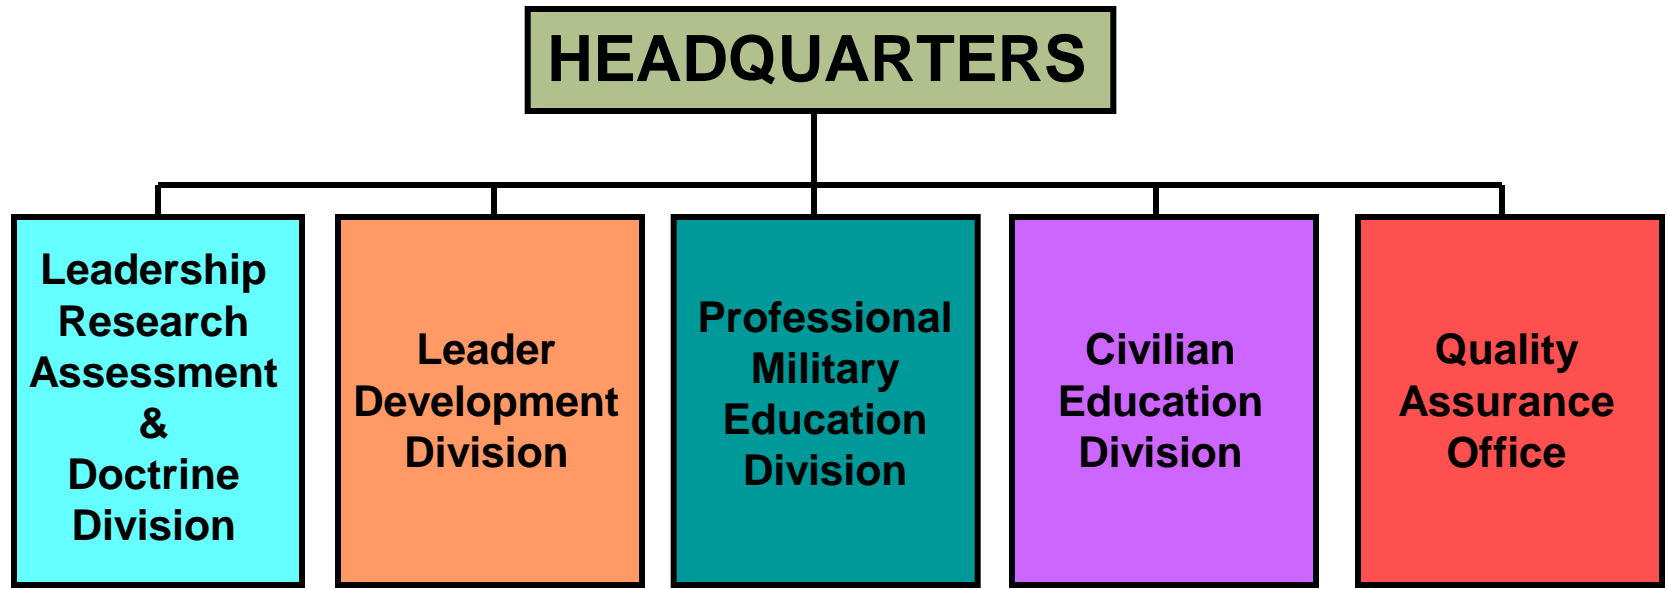 HEADQUARTERS
Leadership
Research
Assessment
&
Doctrine
Division
Leader
Development
Division
Professional
Military
Education
Division
Civilian
Education
Division
Quality
Assurance
Office